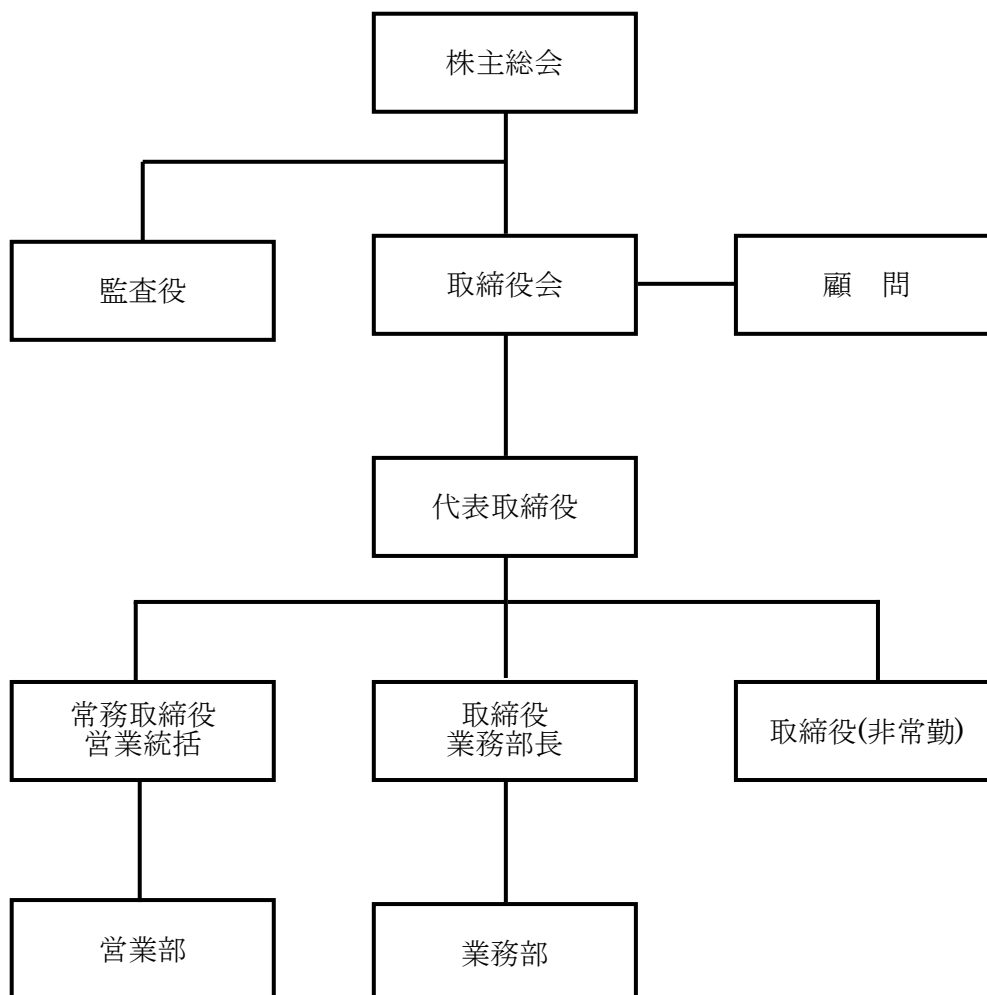 株主総会
監査役
取締役会
顧　問
代表取締役
常務取締役
営業統括
取締役
業務部長
取締役(非常勤)
営業部
業務部